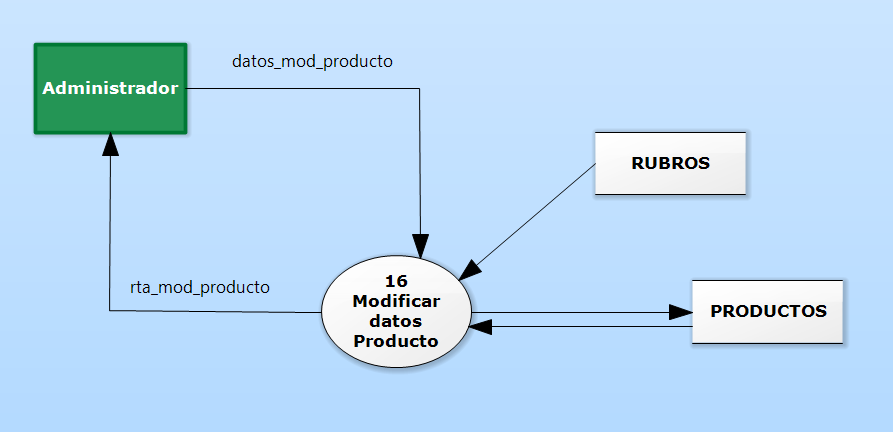 datos_mod_producto
Administrador
RUBROS
rta_mod_producto
16
Modificar
datos
Producto
PRODUCTOS